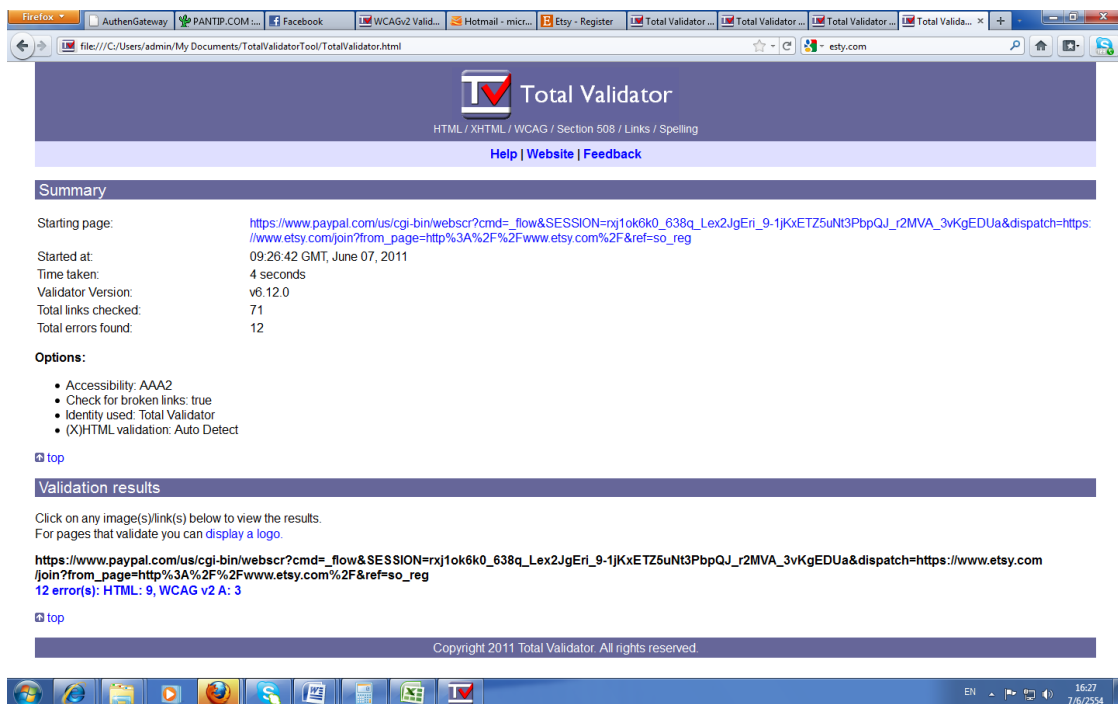 Firefox
AuthenGateway
PANTIP.COM :...
Facebook
WCAGv2 Valid...
Hotmail - micr...
Etsy - Register
Total Validator ...
Total Validator ...
Total Validator ...
Total Valida...
file:///C:/Users/admin/My Documents/TotalValidatorTool/TotalValidator.html
esty.com
TV Total Validator
HTML / XHTML / WCAG / Section 508 / Links / Spelling
Help | Website | Feedback
Summary
Starting page: https://www.paypal.com/us/cgi-bin/webscr?cmd=_flow&SESSION=rxj1ok6k0_638q_Lex2JgEri_9-1jKxETZ5uNt3PbpQJ_r2MVA_3vKgEDUa&dispatch=https:
//www.etsy.com/join?from_page=http%3A%2F%2Fwww.etsy.com%2F&ref=so_reg
Started at: 09:26:42 GMT, June 07, 2011
Time taken: 4 seconds
Validator Version: v6.12.0
Total links checked: 71
Total errors found: 12
Options:
• Accessibility: AAA2
• Check for broken links: true
• Identity used: Total Validator
• (X)HTML validation: Auto Detect
top
Validation results
Click on any image(s)/link(s) below to view the results.
For pages that validate you can display a logo.
https://www.paypal.com/us/cgi-bin/webscr?cmd=_flow&SESSION=rxj1ok6k0_638q_Lex2JgEri_9-1jKxETZ5uNt3PbpQJ_r2MVA_3vKgEDUa&dispatch=https://www.etsy.com
/join?from_page=http%3A%2F%2Fwww.etsy.com%2F&ref=so_reg
12 error(s): HTML: 9, WCAG v2 A: 3
top
Copyright 2011 Total Validator. All rights reserved.
EN
16:27
7/6/2554